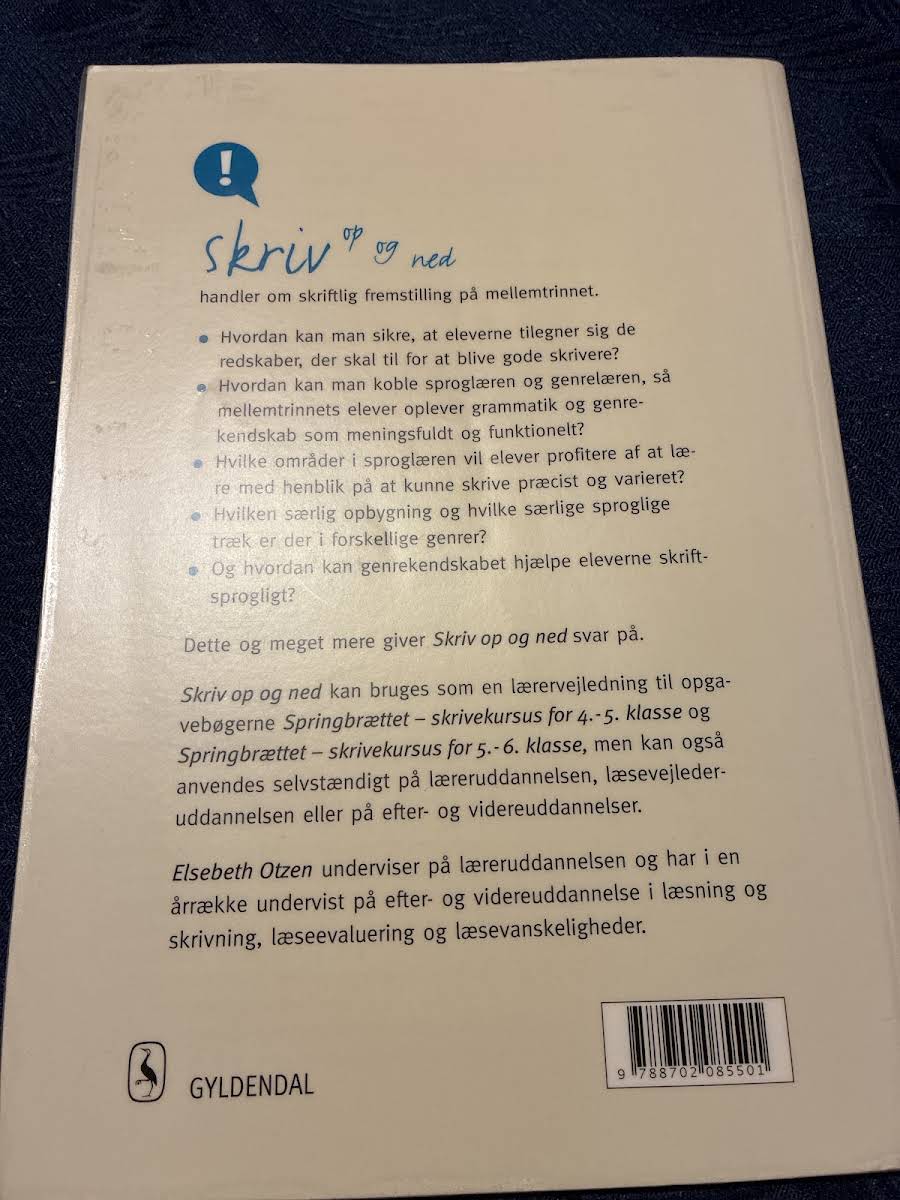 !
skriv op og ned
handler om skriftlig fremstilling på mellemtrinnet.
• Hvordan kan man sikre, at eleverne tilegner sig de
redskaber, der skal til for at blive gode skrivere?
• Hvordan kan man koble sproglæren og genrelæren, så
mellemtrinnets elever oplever grammatik og genre-
kendskab som meningsfuldt og funktionelt?
• Hvilke områder i sproglæren vil elever profitere af at læ-
re med henblik på at kunne skrive præcist og varieret?
• Hvilken særlig opbygning og hvilke særlige sproglige
træk er der i forskellige genrer?
• Og hvordan kan genrekendskabet hjælpe eleverne skrift-
sprogligt?
Dette og meget mere giver Skriv op og ned svar på.
Skriv op og ned kan bruges som en lærervejledning til opga-
vebøgerne Springbrættet – skrivekursus for 4.-5. klasse og
Springbrættet – skrivekursus for 5.-6. klasse, men kan også
anvendes selvstændigt på læreruddannelsen, læsevejleder-
uddannelsen eller på efter- og videreuddannelser.
Elsebeth Otzen underviser på læreruddannelsen og har i en
årrække undervist på efter- og videreuddannelse i læsning og
skrivning, læseevaluering og læsevanskeligheder.
GYLDENDAL
9 788702 085501